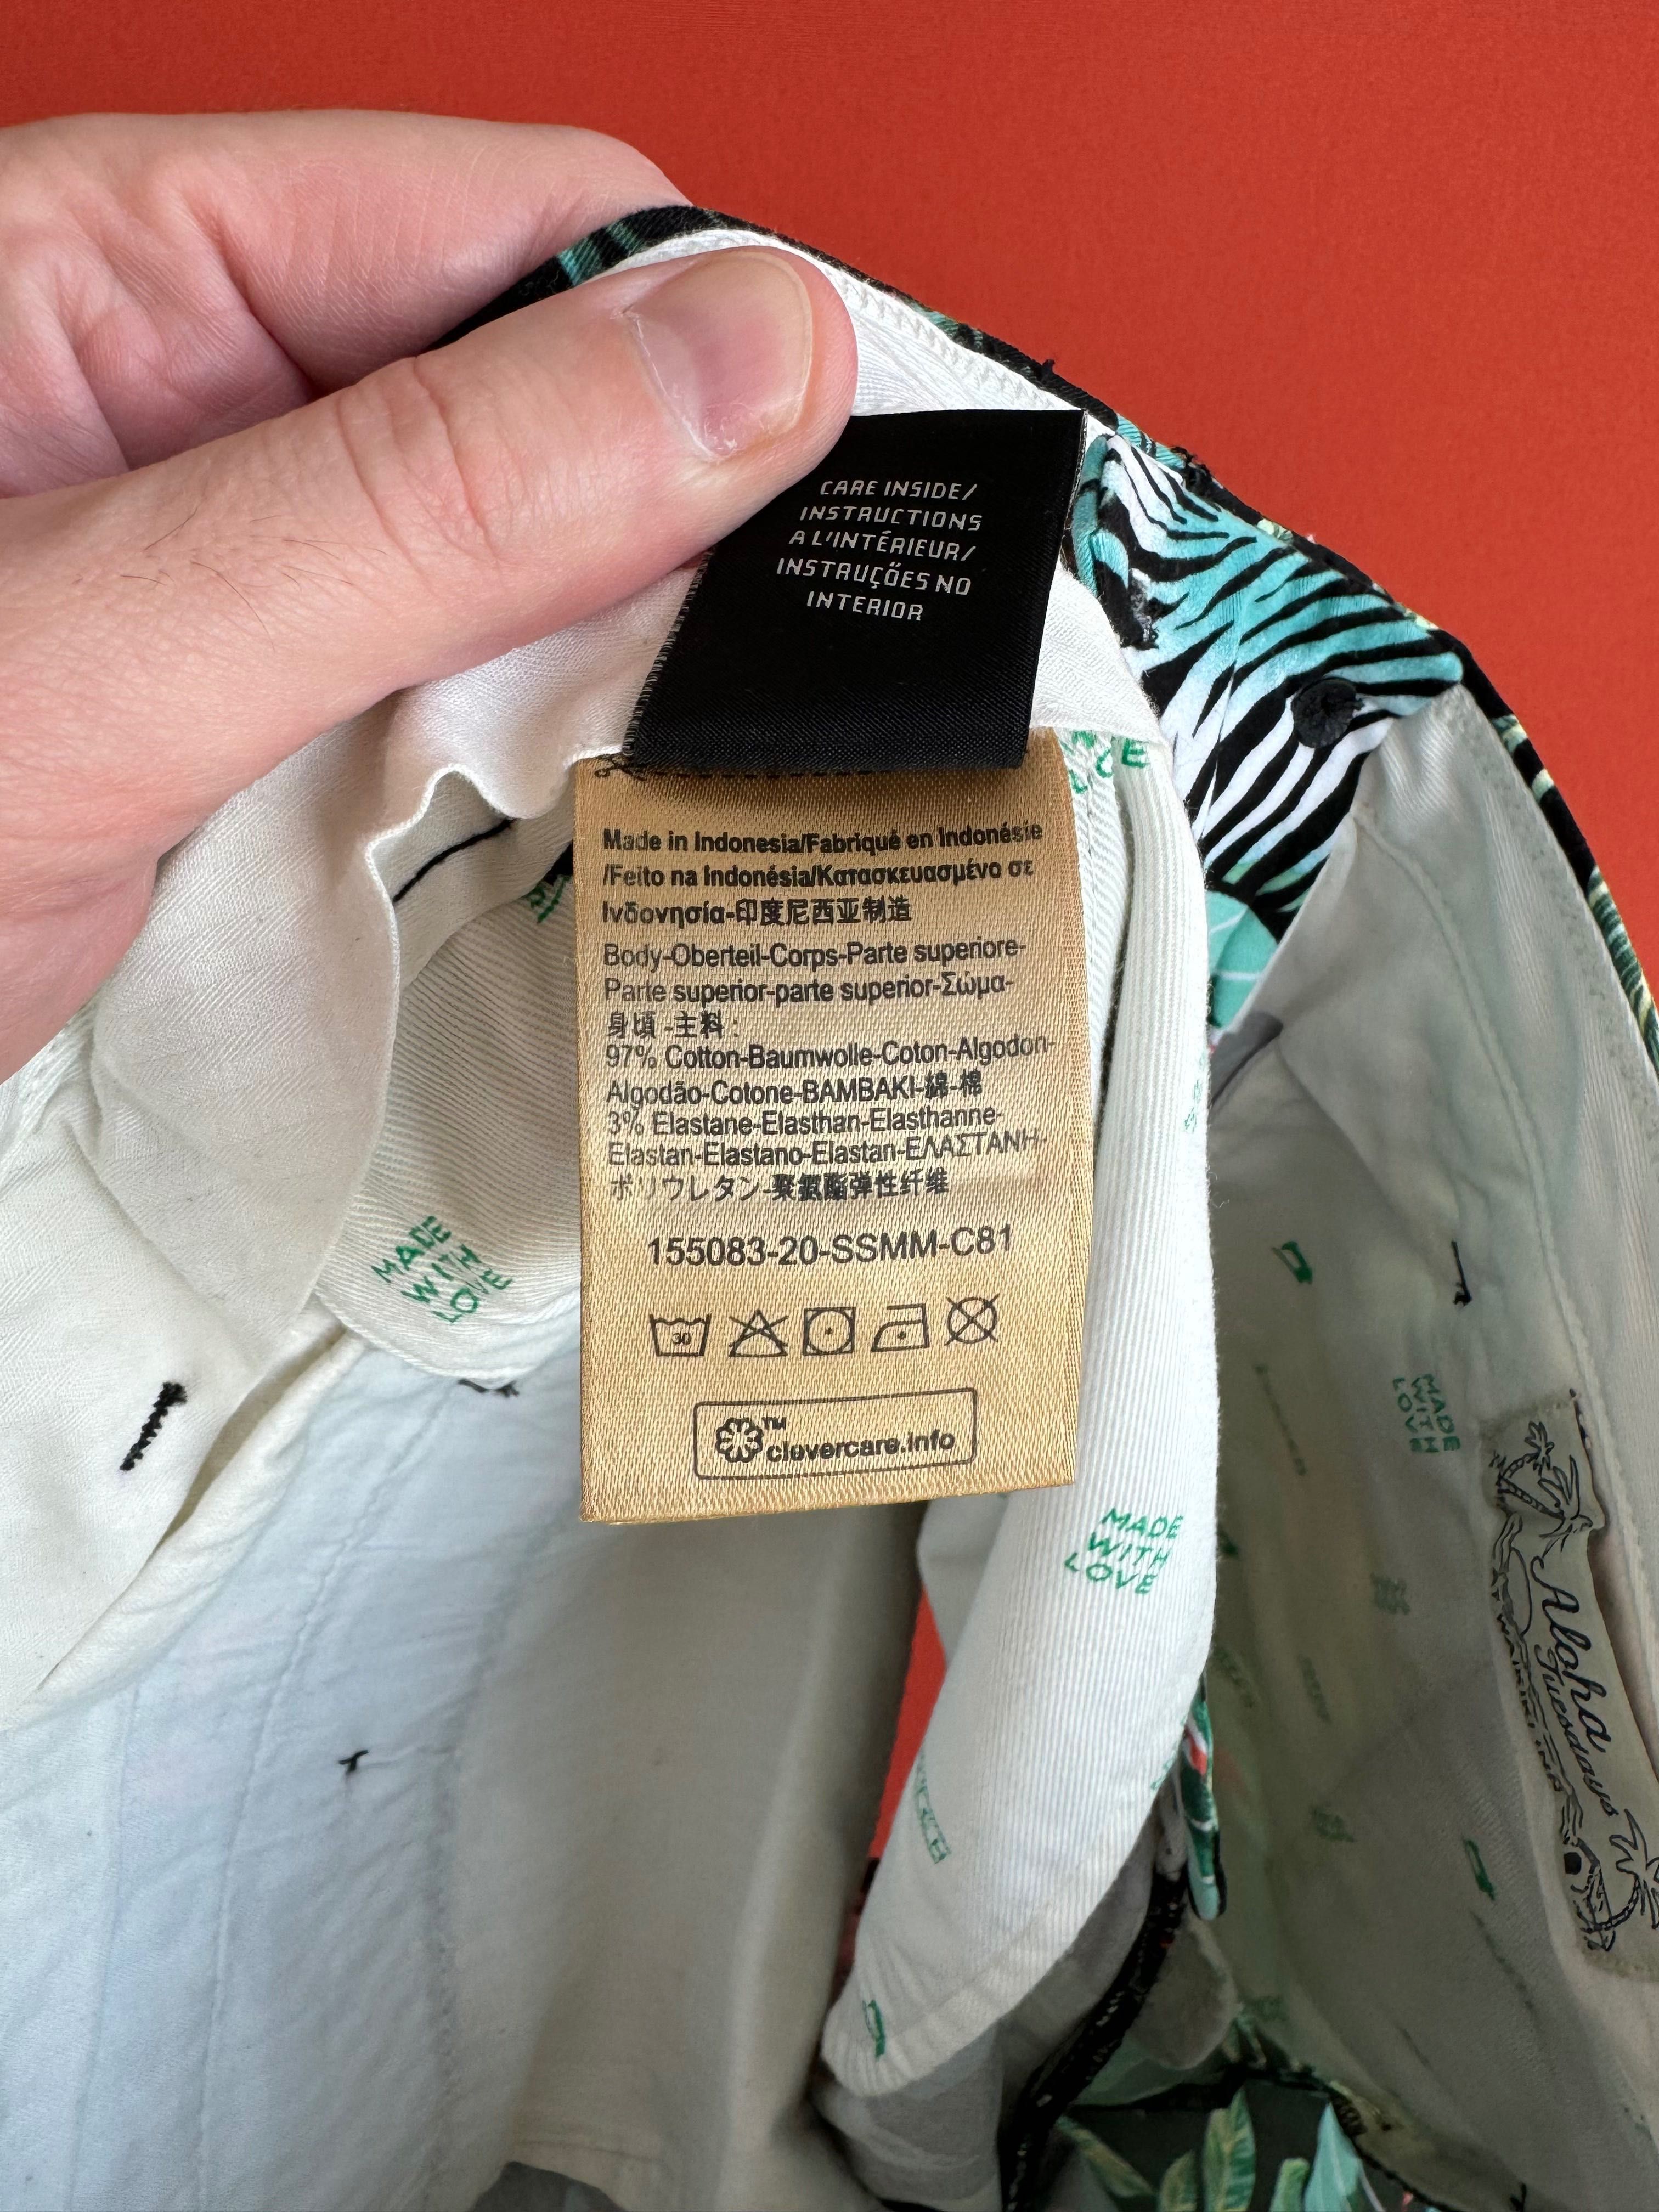 CARE INSIDE/
INSTRUCTIONS
A L'INTÉRIEUR/
INSTRUÇÕES NO
INTERIOR
Made in Indonesia/Fabriqué en Indonésie
/Feito na Indonésia/Κατασκευασμένο σε
Ινδονησία-印度尼西亚制造
Body-Oberteil-Corps-Parte superiore-
Parte superior-parte superior-Σώμα-
身頃 -主料 :
97% Cotton-Baumwolle-Coton-Algodon-
Algodão-Cotone-BAMBAKI-綿-棉
3% Elastane-Elasthan-Elasthanne-
Elastan-Elastano-Elastan-ΕΛΑΣΤΑΝΗ-
ポリウレタン-聚氨酯弹性纤维
155083-20-SSMM-C81
30
TM
clevercare.info
MADE
WITH
LOVE
MADE
WITH
LOVE
MADE
WITH
LOVE
Aloha
Tuesdays